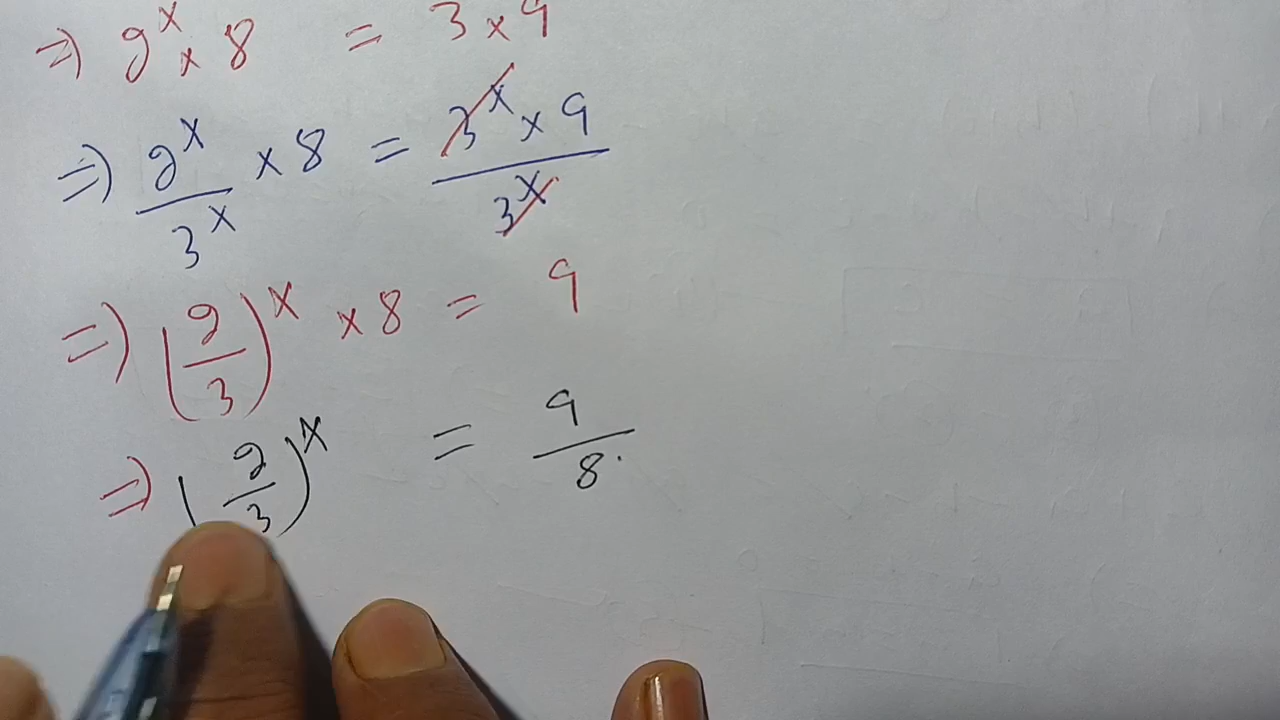 ⇒ 2^x × 8 = 3 × 9
⇒ 2^x / 3^x × 8 = 3^x × 9 / 3^x
⇒ (2/3)^x × 8 = 9
⇒ (2/3)^x = 9/8